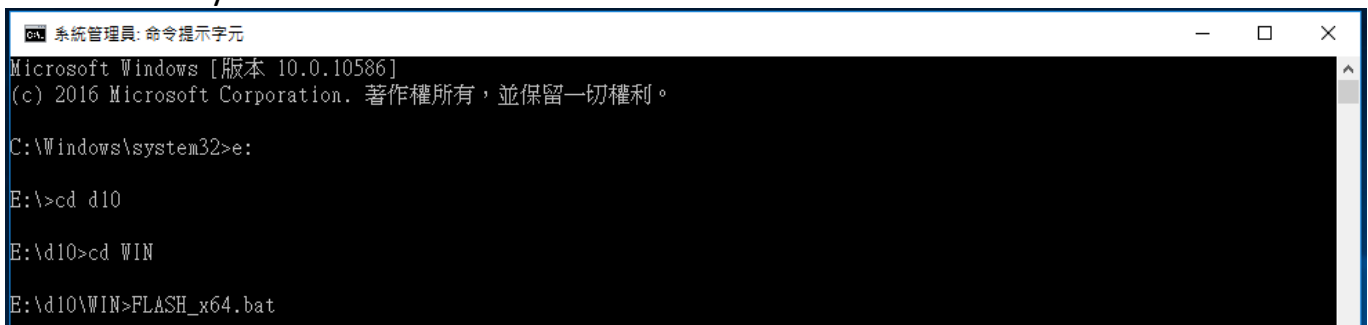 系統管理員: 命令提示字元
Microsoft Windows [版本 10.0.10586]
(c) 2016 Microsoft Corporation. 著作權所有,並保留一切權利。
C:\Windows\system32>e:
E:\>cd d10
E:\d10>cd WIN
E:\d10\WIN>FLASH_x64.bat